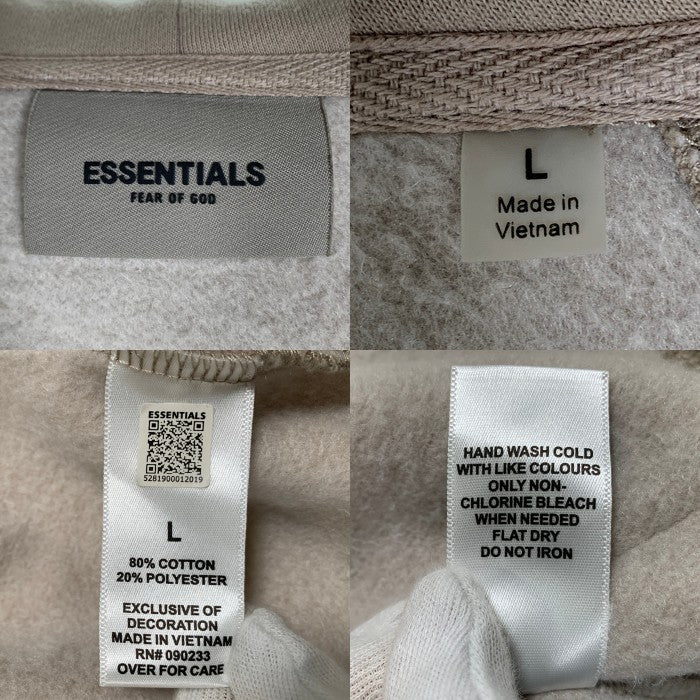 ESSENTIALS
FEAR OF GOD
L
Made in
Vietnam
ESSENTIALS
5281900012019
L
80% COTTON
20% POLYESTER
EXCLUSIVE OF
DECORATION
MADE IN VIETNAM
RN# 090233
OVER FOR CARE
HAND WASH COLD
WITH LIKE COLOURS
ONLY NON-
CHLORINE BLEACH
WHEN NEEDED
FLAT DRY
DO NOT IRON